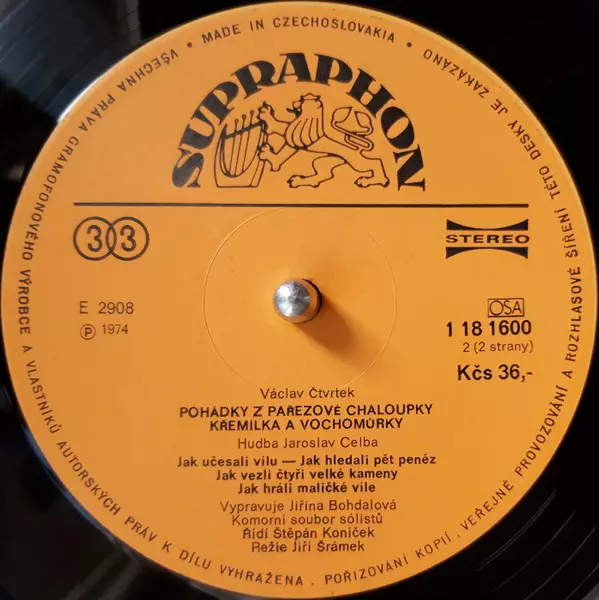 VŠECHNA PRÁVA GRAMOFONOVÉHO VÝROBCE A VLASTNÍKŮ AUTORSKÝCH PRÁV K DÍLU VYHRAŽENA . POŘIZOVÁNÍ KOPIÍ , VEŘEJNÉ PROVOZOVÁNÍ A ROZHLASOVÉ ŠÍŘENÍ TÉTO DESKY JE ZAKÁZÁNO
• MADE IN CZECHOSLOVAKIA •
SUPRAPHON
33
STEREO
E 2908
Ⓟ 1974
OSA
1 18 1600
2 (2 strany)
Kčs 36,-
Václav Čtvrtek
POHÁDKY Z PAŘEZOVÉ CHALOUPKY
KŘEMÍLKA A VOCHOMŮRKY
Hudba Jaroslav Celba
Jak učesali vílu — Jak hledali pět peněz
Jak vezli čtyři velké kameny
Jak hráli maličké víle
Vypravuje Jiřina Bohdalová
Komorní soubor sólistů
Řídí Štěpán Koníček
Režie Jiří Šrámek